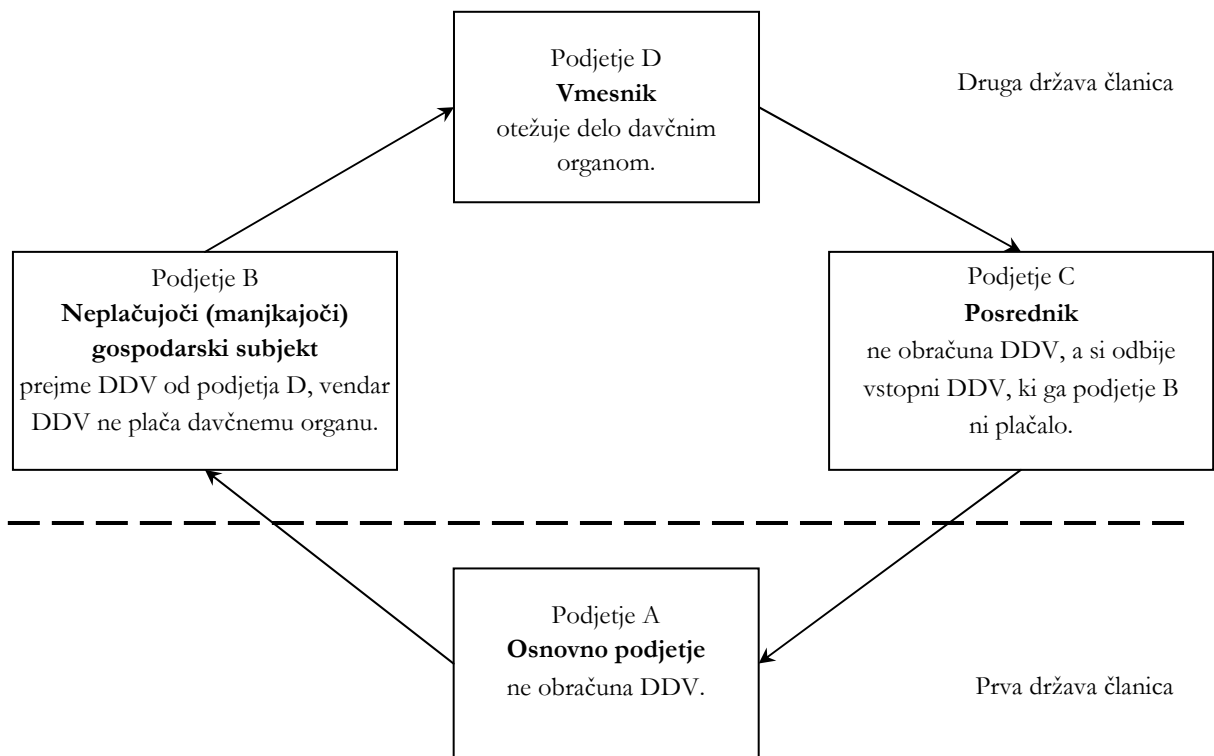 Podjetje D
Vmesnik
otežuje delo davčnim
organom.
Druga država članica
Podjetje B
Neplačujoči (manjkajoči)
gospodarski subjekt
prejme DDV od podjetja D, vendar
DDV ne plača davčnemu organu.
Podjetje C
Posrednik
ne obračuna DDV, a si odbije
vstopni DDV, ki ga podjetje B
ni plačalo.
Podjetje A
Osnovno podjetje
ne obračuna DDV.
Prva država članica